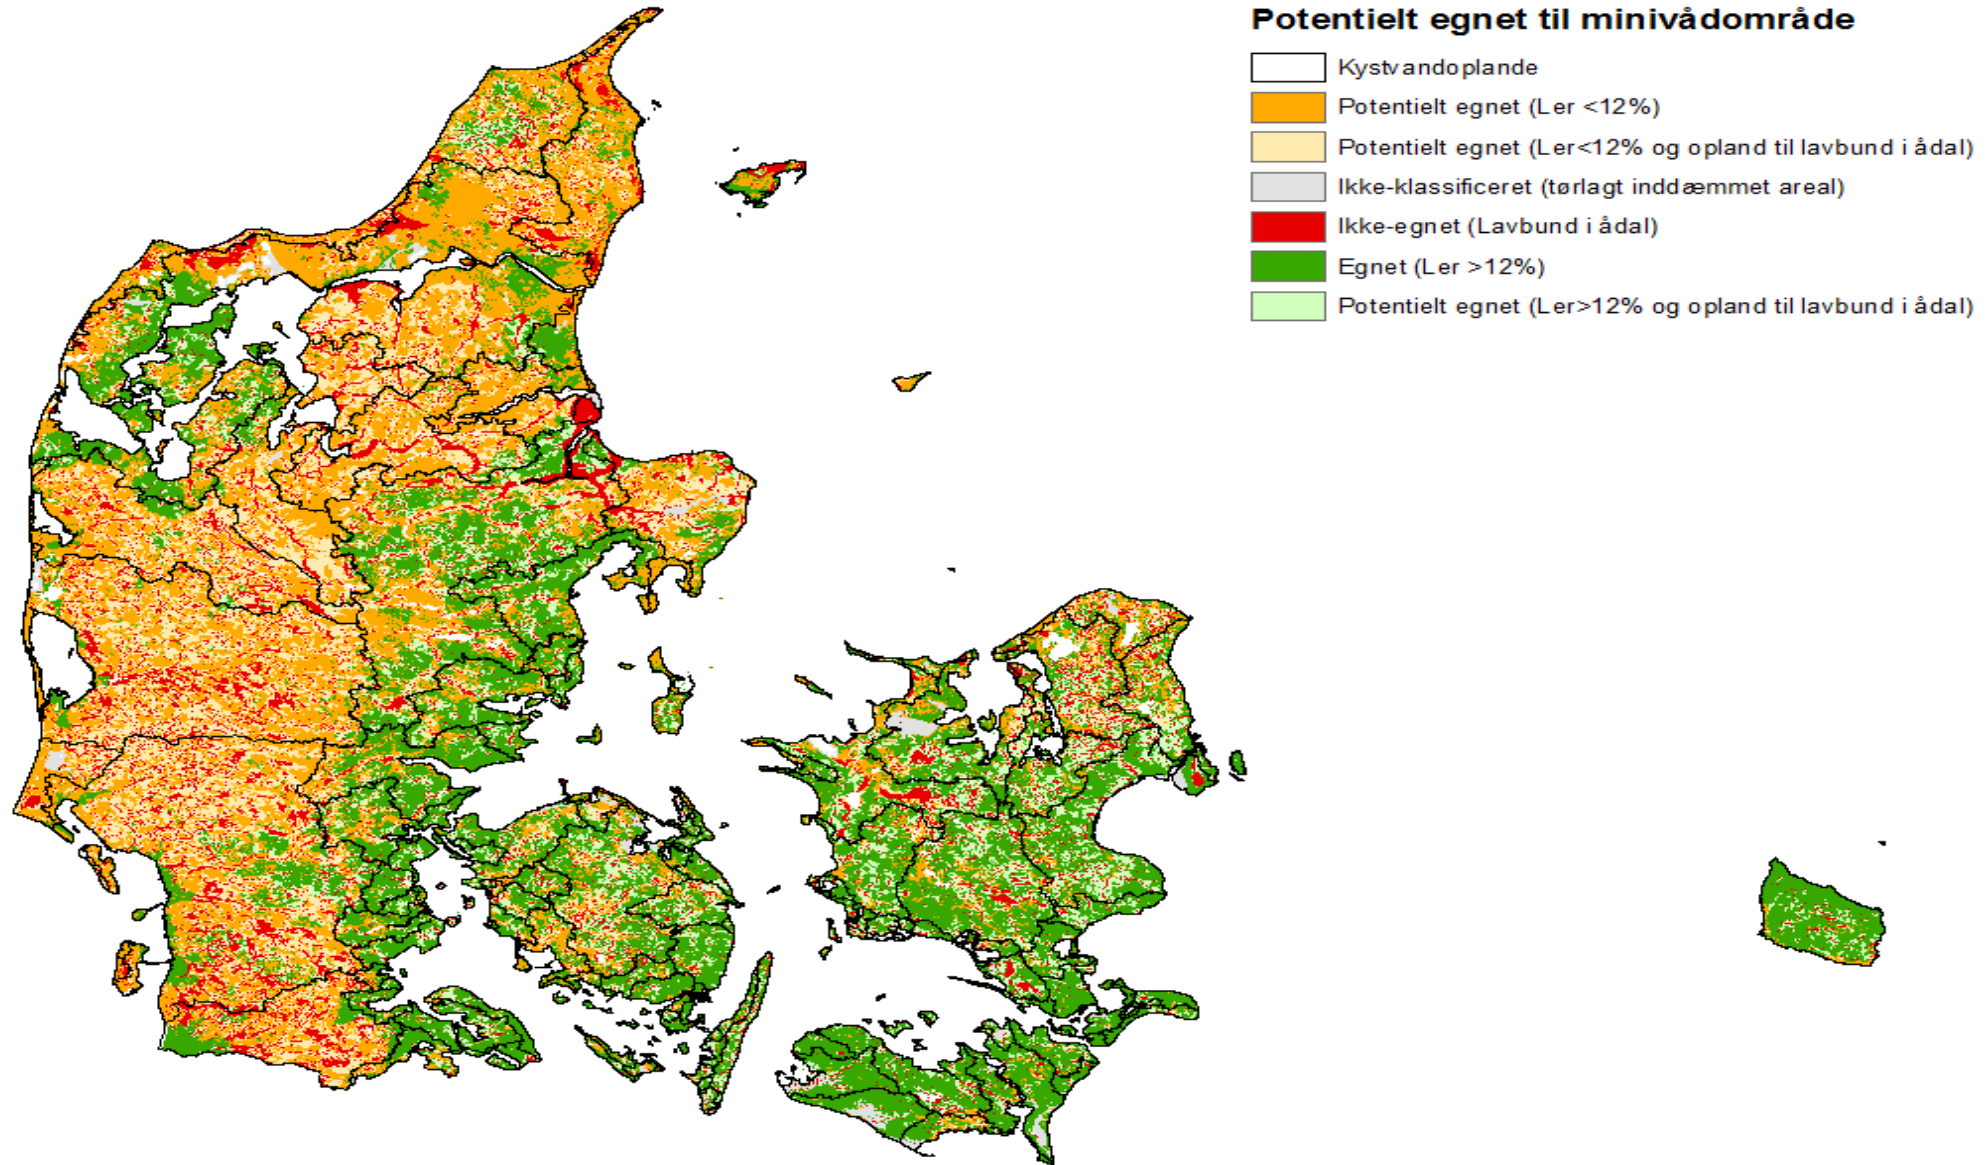 Potentielt egnet til minivådområde
Kystvandoplande
Potentielt egnet (Ler <12%)
Potentielt egnet (Ler<12% og opland til lavbund i ådal)
Ikke-klassificeret (tørlagt inddæmmet areal)
Ikke-egnet (Lavbund i ådal)
Egnet (Ler >12%)
Potentielt egnet (Ler>12% og opland til lavbund i ådal)